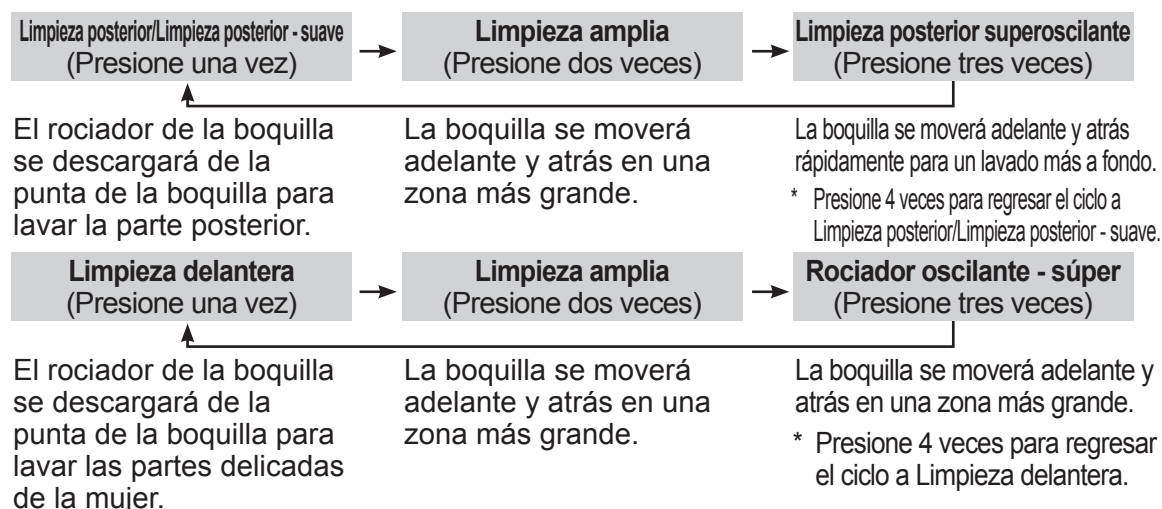 Limpieza posterior/Limpieza posterior - suave
(Presione una vez)
Limpieza amplia
(Presione dos veces)
Limpieza posterior superoscilante
(Presione tres veces)
El rociador de la boquilla
se descargará de la
punta de la boquilla para
lavar la parte posterior.
La boquilla se moverá
adelante y atrás en una
zona más grande.
La boquilla se moverá adelante y atrás
rápidamente para un lavado más a fondo.
* Presione 4 veces para regresar el ciclo a
Limpieza posterior/Limpieza posterior - suave.
Limpieza delantera
(Presione una vez)
Limpieza amplia
(Presione dos veces)
Rociador oscilante - súper
(Presione tres veces)
El rociador de la boquilla
se descargará de la
punta de la boquilla para
lavar las partes delicadas
de la mujer.
La boquilla se moverá
adelante y atrás en una
zona más grande.
La boquilla se moverá adelante y
atrás en una zona más grande.
* Presione 4 veces para regresar
el ciclo a Limpieza delantera.